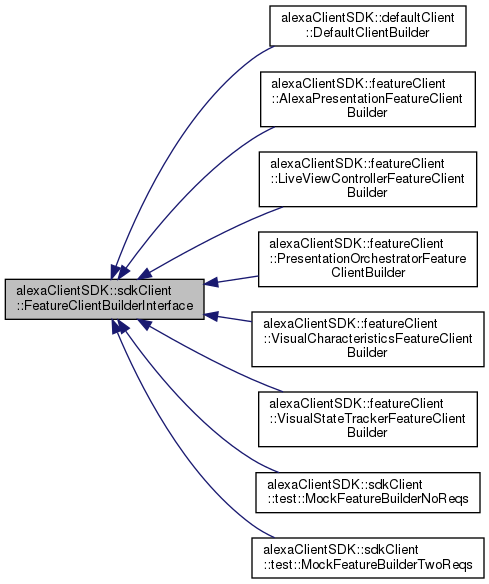 alexaClientSDK::defaultClient
::DefaultClientBuilder
alexaClientSDK::featureClient
::AlexaPresentationFeatureClient
Builder
alexaClientSDK::featureClient
::LiveViewControllerFeatureClient
Builder
alexaClientSDK::featureClient
::PresentationOrchestratorFeature
ClientBuilder
alexaClientSDK::sdkClient
::FeatureClientBuilderInterface
alexaClientSDK::featureClient
::VisualCharacteristicsFeatureClient
Builder
alexaClientSDK::featureClient
::VisualStateTrackerFeatureClient
Builder
alexaClientSDK::sdkClient
::test::MockFeatureBuilderNoReqs
alexaClientSDK::sdkClient
::test::MockFeatureBuilderTwoReqs